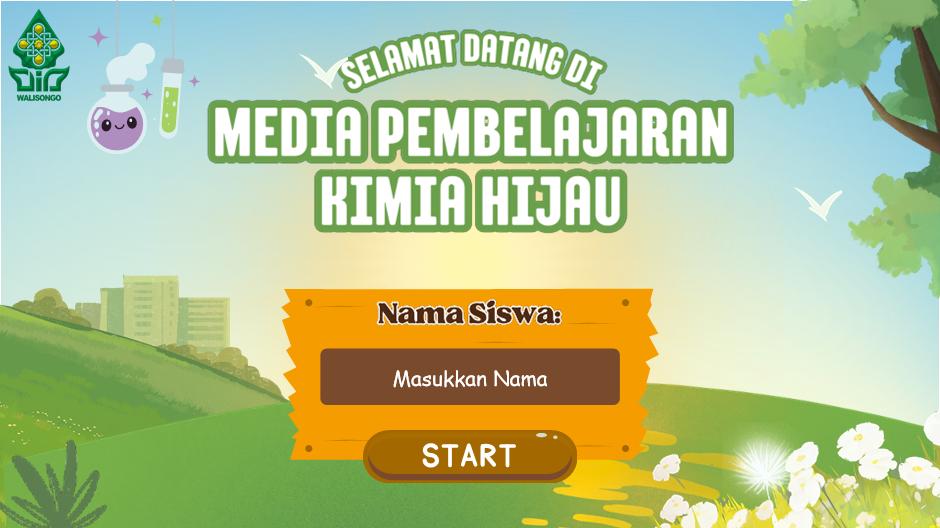 WALISONGO
SELAMAT DATANG DI
MEDIA PEMBELAJARAN
KIMIA HIJAU
Nama Siswa:
Masukkan Nama
START